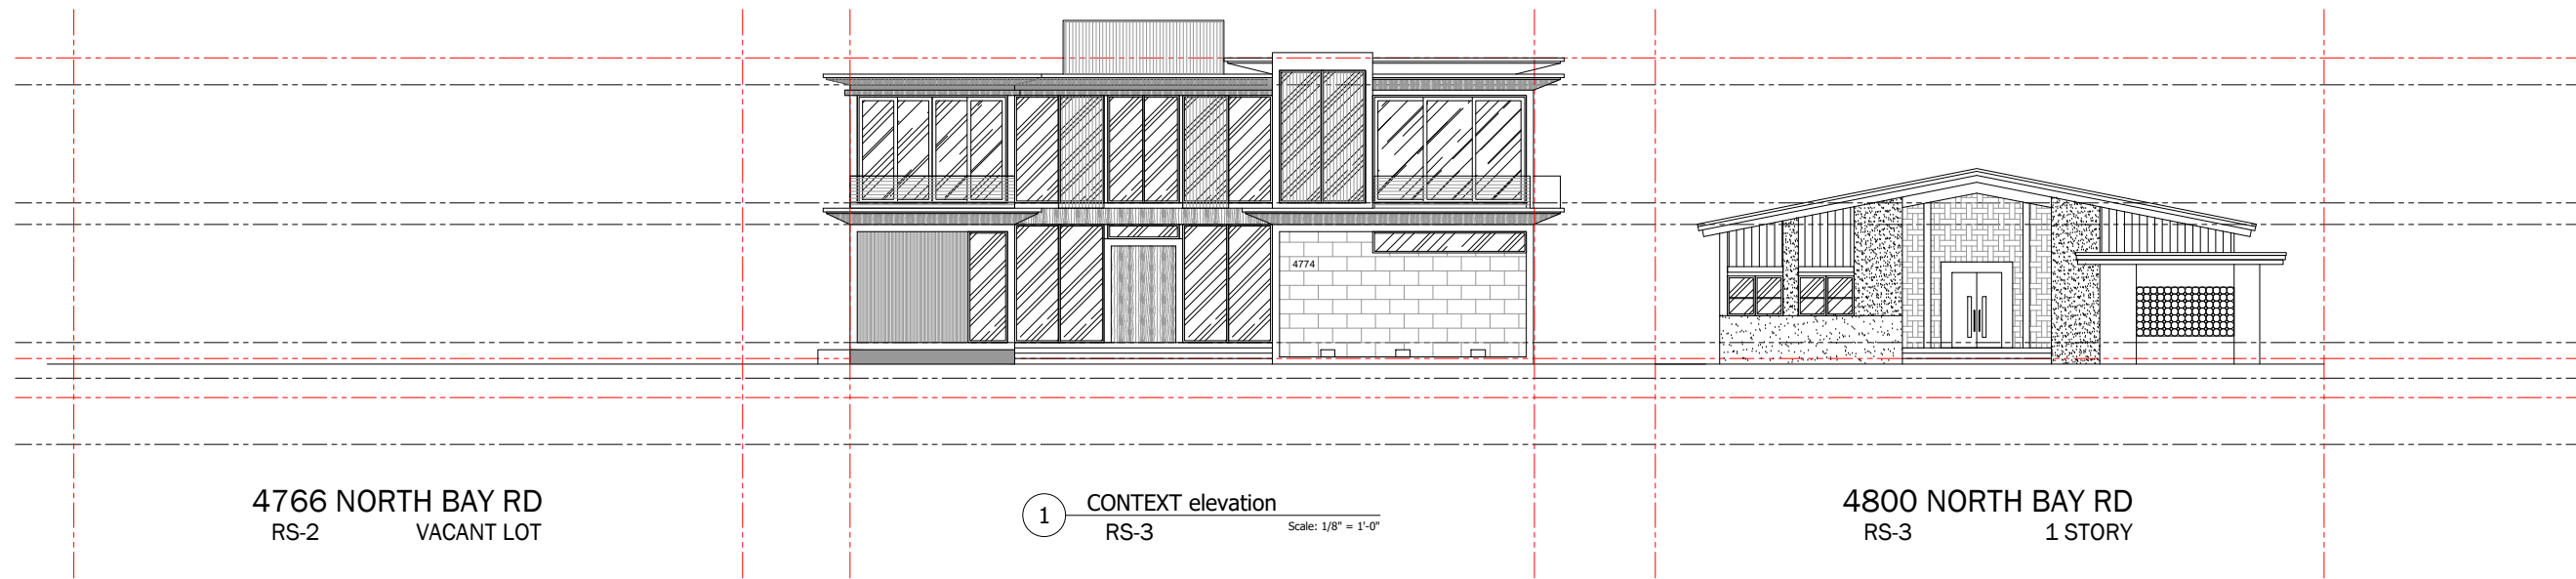 4774
4766 NORTH BAY RD
RS-2 VACANT LOT
1 CONTEXT elevation
RS-3 Scale: 1/8" = 1'-0"
4800 NORTH BAY RD
RS-3 1 STORY